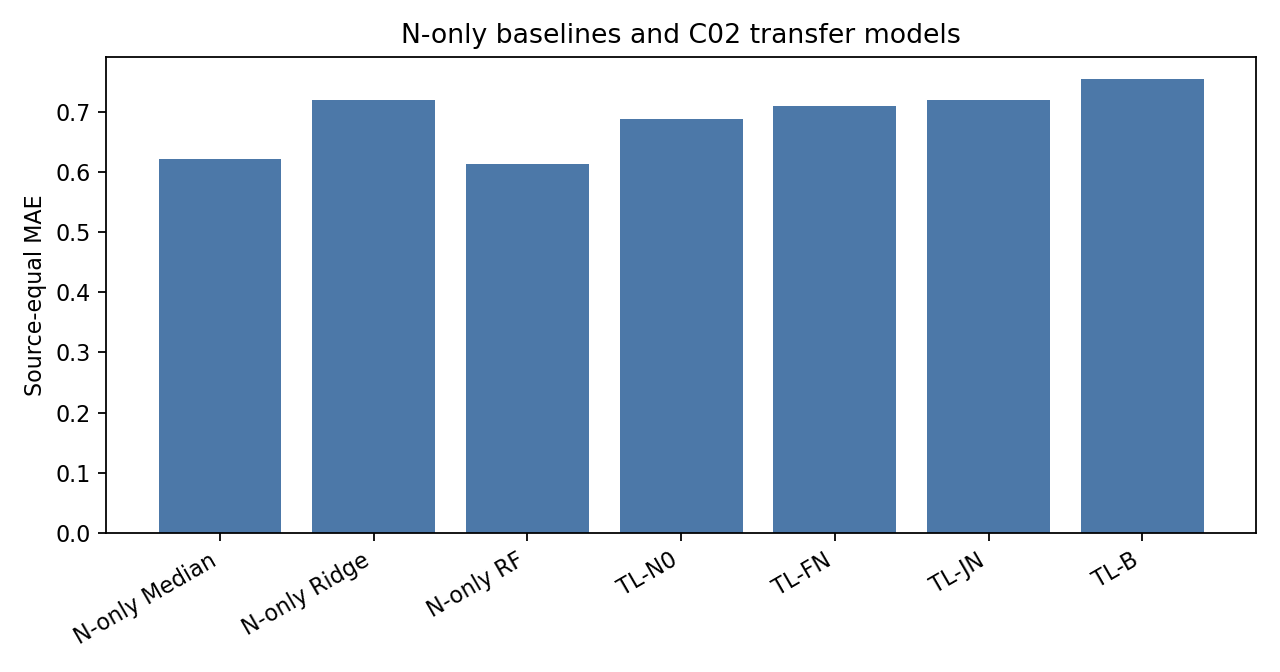 N-only baselines and C02 transfer models
Source-equal MAE
0.7
0.6
0.5
0.4
0.3
0.2
0.1
0.0
N-only Median
N-only Ridge
N-only RF
TL-N0
TL-FN
TL-JN
TL-B